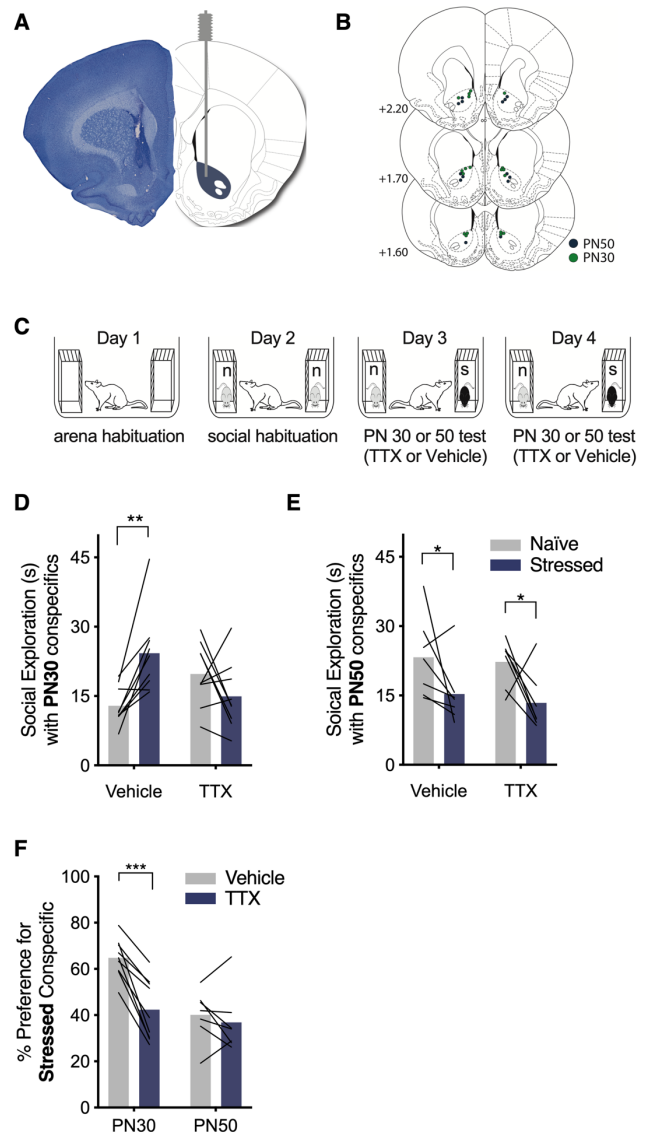 A
B
+2.20
+1.70
+1.60
PN50
PN30
C
Day 1
Day 2
Day 3
Day 4
n
n
n
s
n
s
arena habituation
social habituation
PN 30 or 50 test
(TTX or Vehicle)
PN 30 or 50 test
(TTX or Vehicle)
D
Social Exploration (s)
with PN30 conspecifics
45
30
15
0
**
Vehicle
TTX
E
Soical Exploration (s)
with PN50 conspecifics
45
30
15
0
*
*
Naïve
Stressed
Vehicle
TTX
F
% Preference for
Stressed Conspecific
100
80
60
40
20
0
***
Vehicle
TTX
PN30
PN50